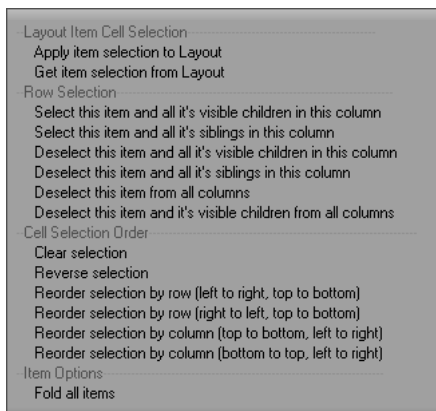 Layout Item Cell Selection
Apply item selection to Layout
Get item selection from Layout
Row Selection
Select this item and all it's visible children in this column
Select this item and all it's siblings in this column
Deselect this item and all it's visible children in this column
Deselect this item and all it's siblings in this column
Deselect this item from all columns
Deselect this item and it's visible children from all columns
Cell Selection Order
Clear selection
Reverse selection
Reorder selection by row (left to right, top to bottom)
Reorder selection by row (right to left, top to bottom)
Reorder selection by column (top to bottom, left to right)
Reorder selection by column (bottom to top, left to right)
Item Options
Fold all items